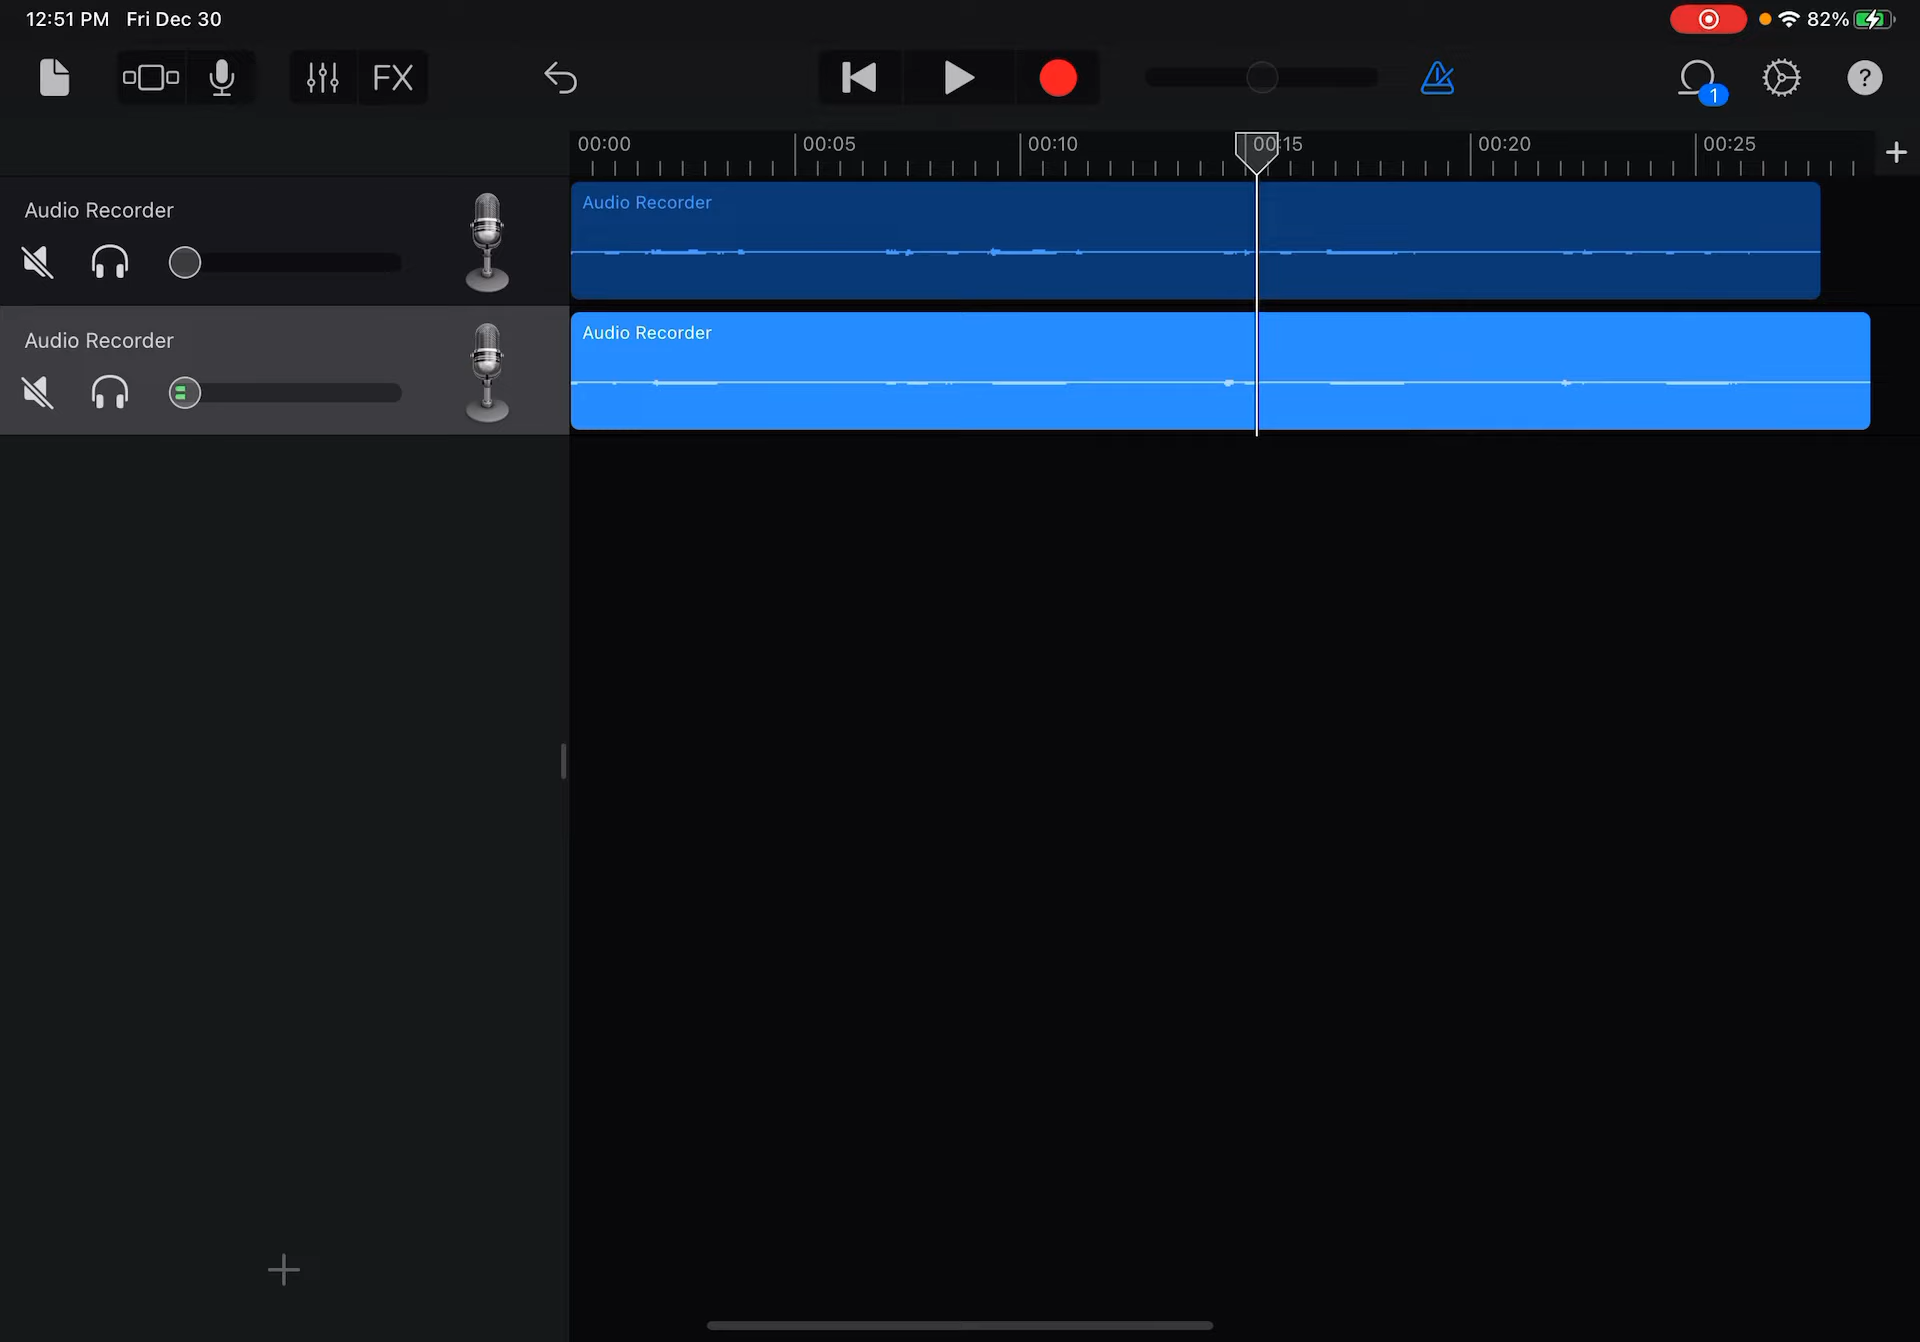 12:51 PM Fri Dec 30
82%
FX
1
?
00:00 00:05 00:10 00:15 00:20 00:25
Audio Recorder
Audio Recorder
Audio Recorder
Audio Recorder